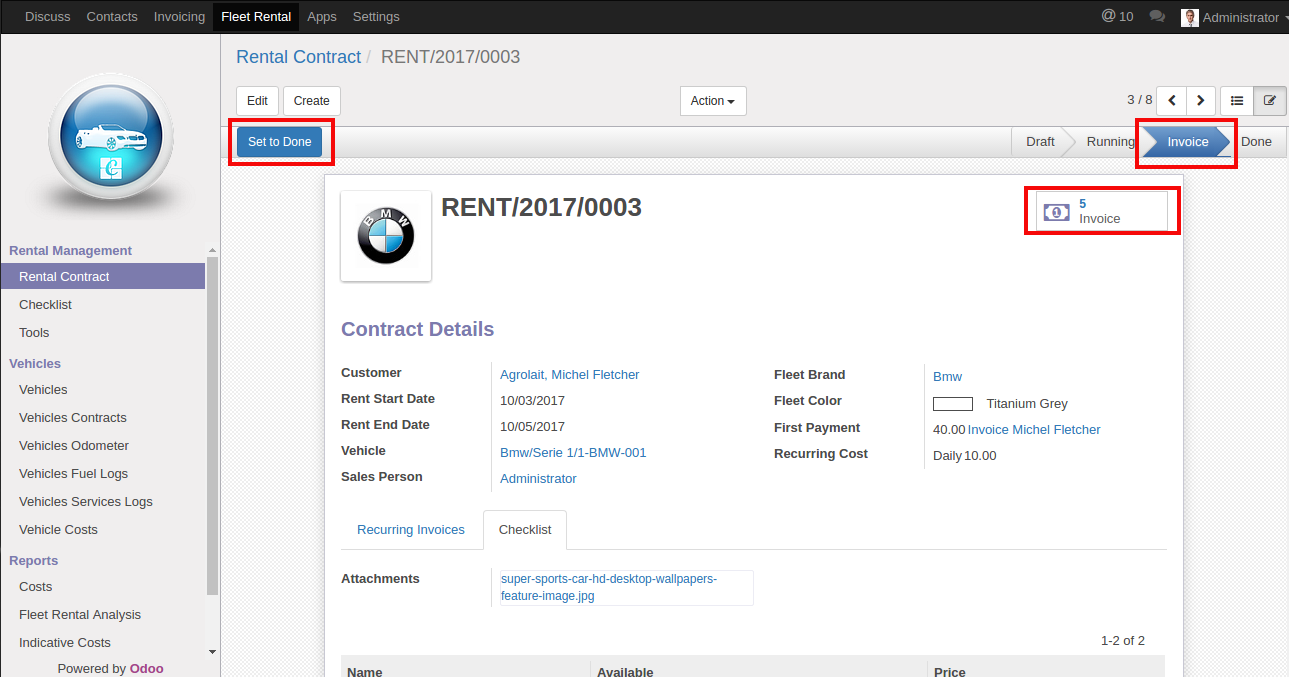 Discuss Contacts Invoicing Fleet Rental Apps Settings @ 10 Administrator
Rental Contract / RENT/2017/0003
Edit Create Action 3 / 8
Set to Done Draft Running Invoice Done
BMW
RENT/2017/0003
5
Invoice
Rental Management
Rental Contract
Checklist
Tools
Vehicles
Vehicles
Vehicles Contracts
Vehicles Odometer
Vehicles Fuel Logs
Vehicles Services Logs
Vehicle Costs
Reports
Costs
Fleet Rental Analysis
Indicative Costs
Powered by Odoo
Contract Details
Customer Agrolait, Michel Fletcher
Rent Start Date 10/03/2017
Rent End Date 10/05/2017
Vehicle Bmw/Serie 1/1-BMW-001
Sales Person Administrator
Fleet Brand Bmw
Fleet Color Titanium Grey
First Payment 40.00 Invoice Michel Fletcher
Recurring Cost Daily 10.00
Recurring Invoices Checklist
Attachments super-sports-car-hd-desktop-wallpapers-
feature-image.jpg
1-2 of 2
Name Available Price